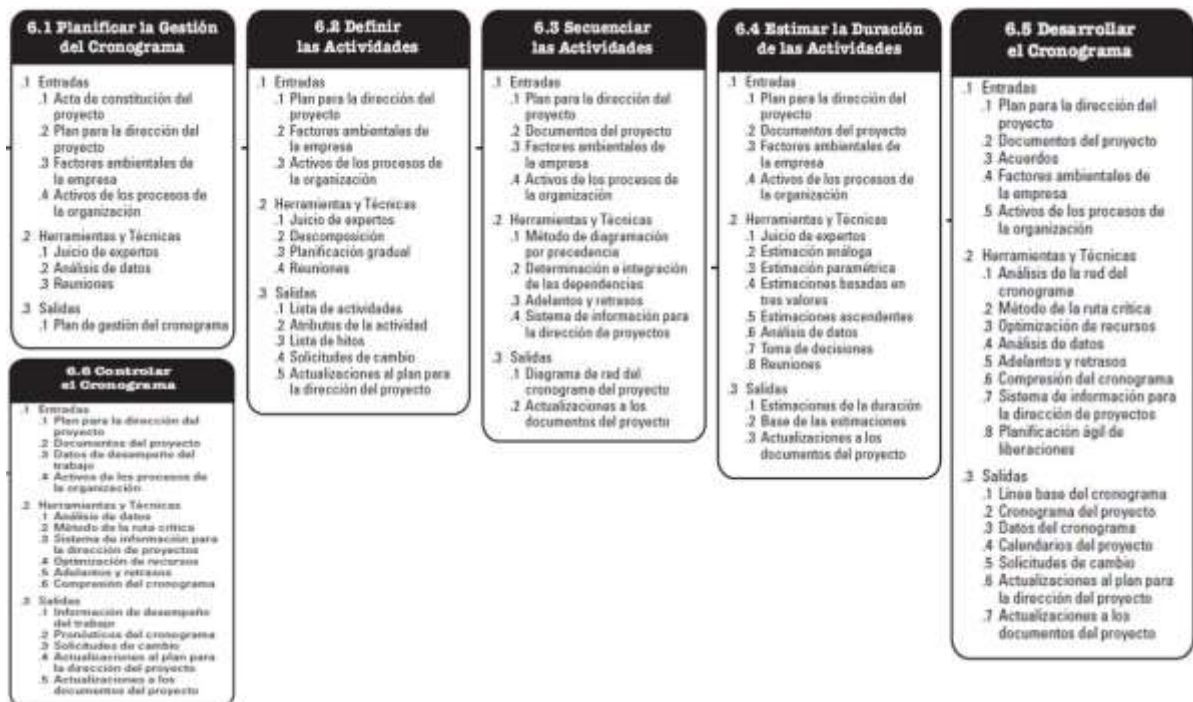 6.1 Planificar la Gestión
del Cronograma
.1 Entradas
.1 Acta de constitución del
proyecto
.2 Plan para la dirección del
proyecto
.3 Factores ambientales de
la empresa
.4 Activos de los procesos de
la organización
.2 Herramientas y Técnicas
.1 Juicio de expertos
.2 Análisis de datos
.3 Reuniones
.3 Salidas
.1 Plan de gestión del cronograma
6.2 Definir
las Actividades
.1 Entradas
.1 Plan para la dirección del
proyecto
.2 Factores ambientales de
la empresa
.3 Activos de los procesos de
la organización
.2 Herramientas y Técnicas
.1 Juicio de expertos
.2 Descomposición
.3 Planificación gradual
.4 Reuniones
.3 Salidas
.1 Lista de actividades
.2 Atributos de la actividad
.3 Lista de hitos
.4 Solicitudes de cambio
.5 Actualizaciones al plan para
la dirección del proyecto
6.3 Secuenciar
las Actividades
.1 Entradas
.1 Plan para la dirección del
proyecto
.2 Documentos del proyecto
.3 Factores ambientales de
la empresa
.4 Activos de los procesos de
la organización
.2 Herramientas y Técnicas
.1 Método de diagramación
por precedencia
.2 Determinación e integración
de las dependencias
.3 Adelantos y retrasos
.4 Sistema de información para
la dirección de proyectos
.3 Salidas
.1 Diagrama de red del
cronograma del proyecto
.2 Actualizaciones a los
documentos del proyecto
6.4 Estimar la Duración
de las Actividades
.1 Entradas
.1 Plan para la dirección del
proyecto
.2 Documentos del proyecto
.3 Factores ambientales de
la empresa
.4 Activos de los procesos de
la organización
.2 Herramientas y Técnicas
.1 Juicio de expertos
.2 Estimación análoga
.3 Estimación paramétrica
.4 Estimaciones basadas en
tres valores
.5 Estimaciones ascendentes
.6 Análisis de datos
.7 Toma de decisiones
.8 Reuniones
.3 Salidas
.1 Estimaciones de la duración
.2 Base de las estimaciones
.3 Actualizaciones a los
documentos del proyecto
6.5 Desarrollar
el Cronograma
.1 Entradas
.1 Plan para la dirección del
proyecto
.2 Documentos del proyecto
.3 Acuerdos
.4 Factores ambientales de
la empresa
.5 Activos de los procesos de
la organización
.2 Herramientas y Técnicas
.1 Análisis de la red del
cronograma
.2 Método de la ruta crítica
.3 Optimización de recursos
.4 Análisis de datos
.5 Adelantos y retrasos
.6 Compresión del cronograma
.7 Sistema de información para
la dirección de proyectos
.8 Planificación ágil de
liberaciones
.3 Salidas
.1 Línea base del cronograma
.2 Cronograma del proyecto
.3 Datos del cronograma
.4 Calendarios del proyecto
.5 Solicitudes de cambio
.6 Actualizaciones al plan para
la dirección del proyecto
.7 Actualizaciones a los
documentos del proyecto
6.6 Controlar
el Cronograma
.1 Entradas
.1 Plan para la dirección del
proyecto
.2 Documentos del proyecto
.3 Datos de desempeño del
trabajo
.4 Activos de los procesos de
la organización
.2 Herramientas y Técnicas
.1 Análisis de datos
.2 Método de la ruta crítica
.3 Sistema de información para
la dirección de proyectos
.4 Optimización de recursos
.5 Adelantos y retrasos
.6 Compresión del cronograma
.3 Salidas
.1 Información de desempeño
del trabajo
.2 Pronósticos del cronograma
.3 Solicitudes de cambio
.4 Actualizaciones al plan para
la dirección del proyecto
.5 Actualizaciones a los
documentos del proyecto